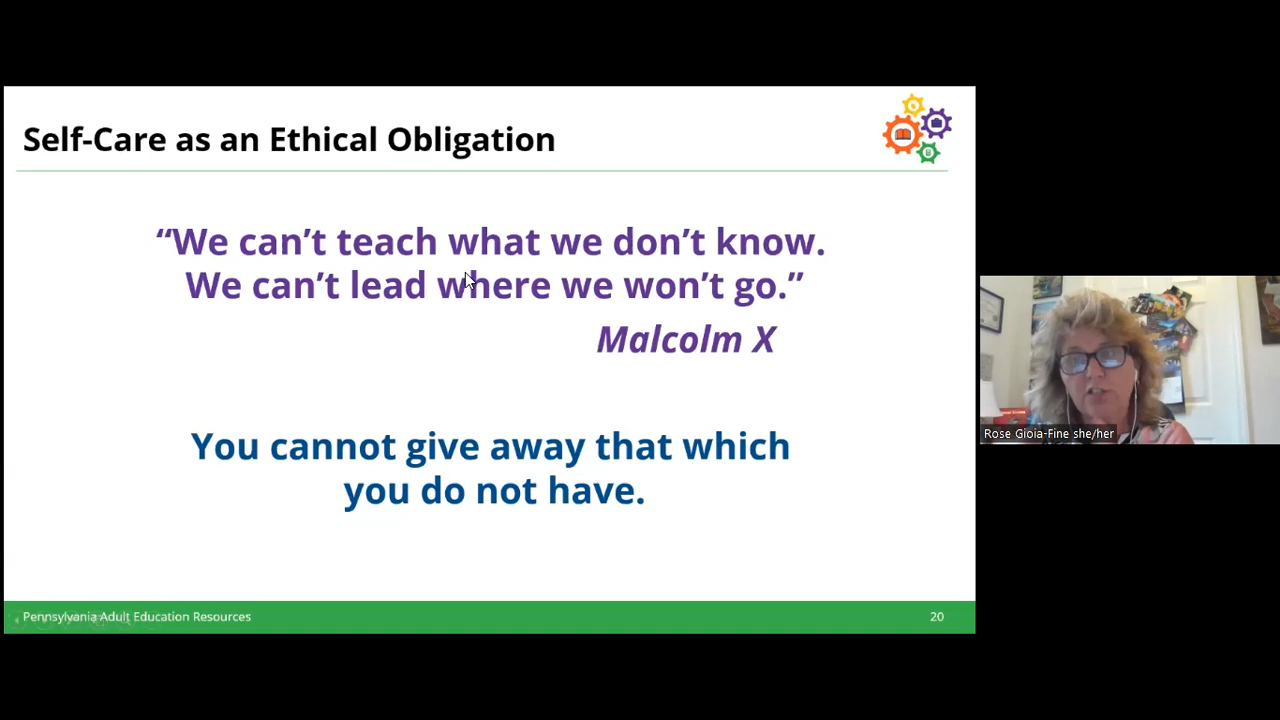 Self-Care as an Ethical Obligation
“We can’t teach what we don’t know.
We can’t lead where we won’t go.”
Malcolm X
You cannot give away that which
you do not have.
Rose Gioia-Fine she/her
Pennsylvania Adult Education Resources
20